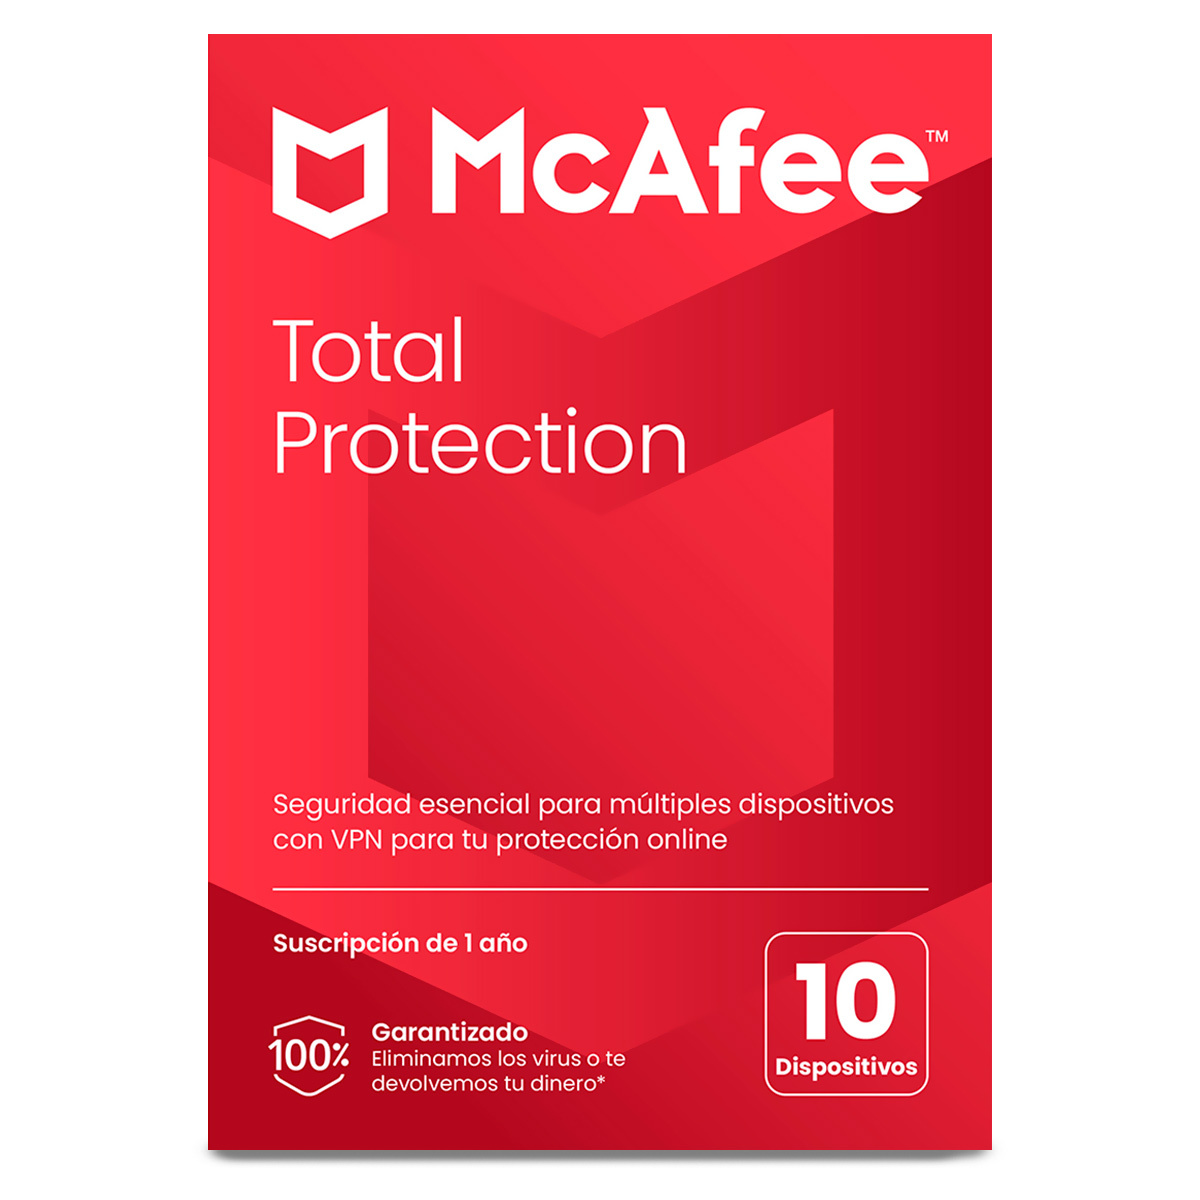 McAfee™
Total
Protection
Seguridad esencial para múltiples dispositivos
con VPN para tu protección online
Suscripción de 1 año
100%
Garantizado
Eliminamos los virus o te
devolvemos tu dinero*
10
Dispositivos